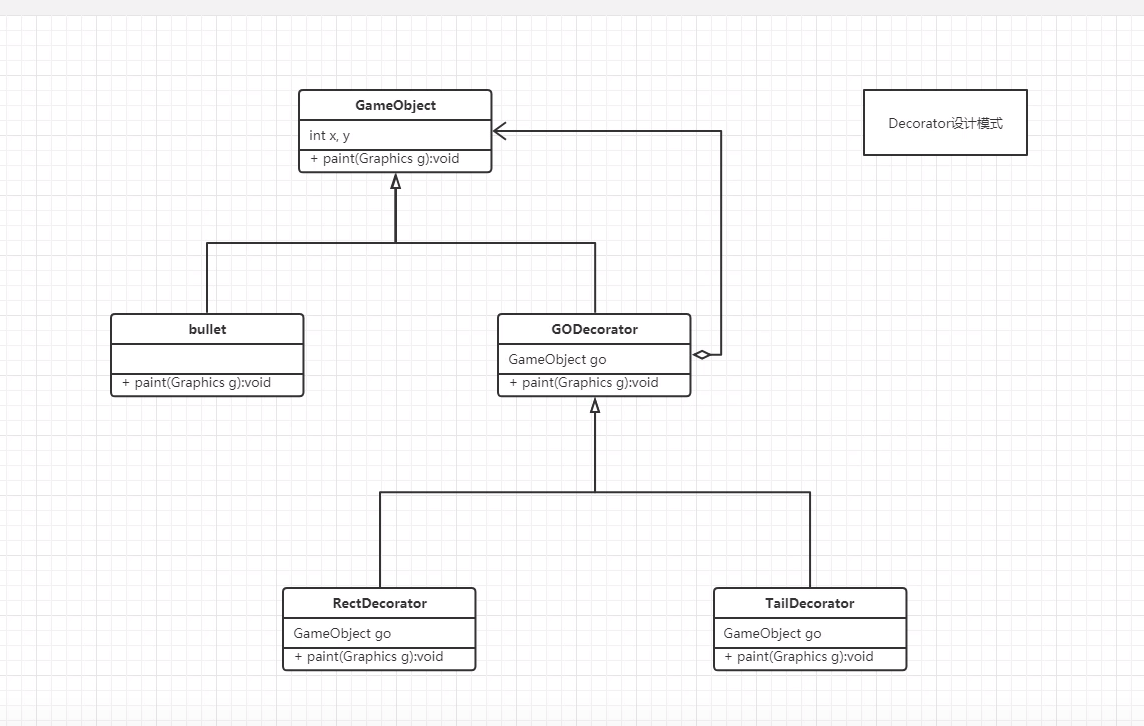 GameObject
int x, y
+ paint(Graphics g):void
Decorator设计模式
bullet
+ paint(Graphics g):void
GODecorator
GameObject go
+ paint(Graphics g):void
RectDecorator
GameObject go
+ paint(Graphics g):void
TailDecorator
GameObject go
+ paint(Graphics g):void